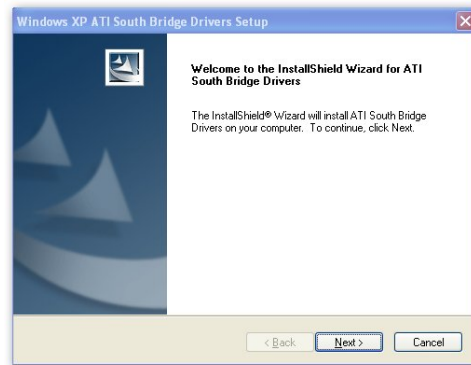 Windows XP ATI South Bridge Drivers Setup
Welcome to the InstallShield Wizard for ATI
South Bridge Drivers
The InstallShield® Wizard will install ATI South Bridge
Drivers on your computer. To continue, click Next.
< Back Next > Cancel